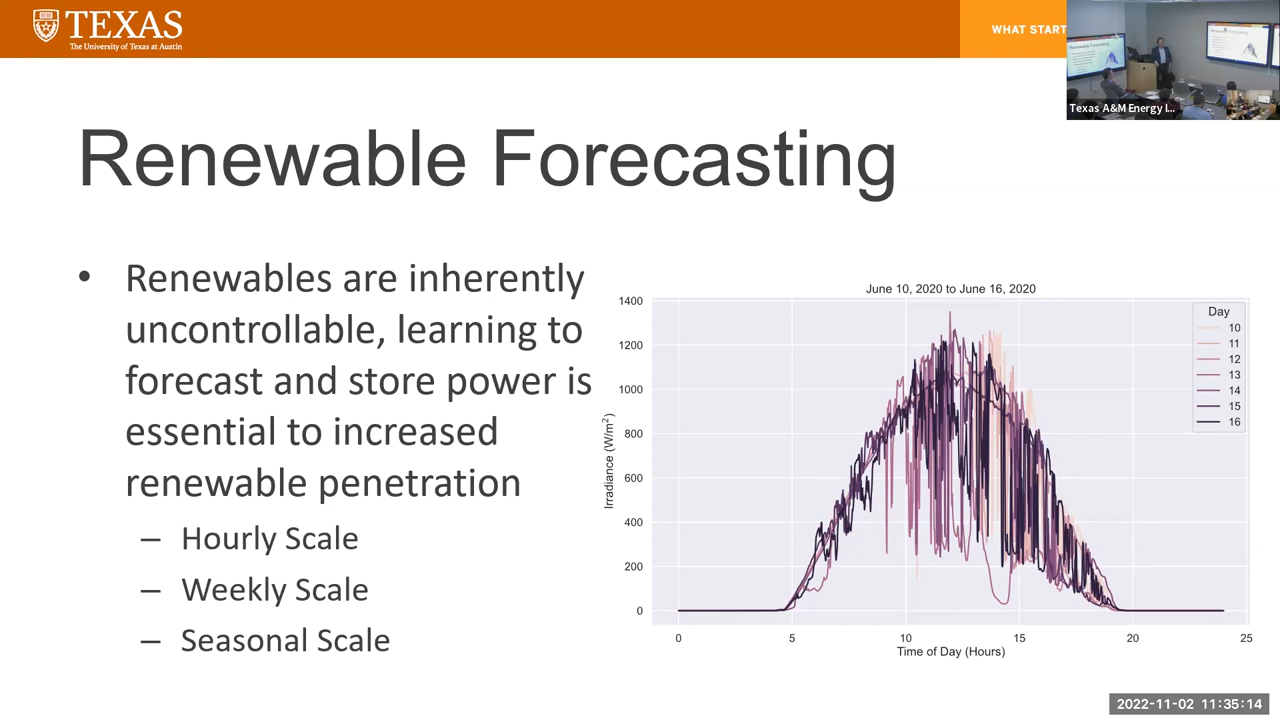 TEXAS
The University of Texas at Austin
WHAT START
Texas A&M Energy I...
Renewable Forecasting
• Renewables are inherently
uncontrollable, learning to
forecast and store power is
essential to increased
renewable penetration
– Hourly Scale
– Weekly Scale
– Seasonal Scale
June 10, 2020 to June 16, 2020
1400
1200
1000
800
600
400
200
0
Irradiance (W/m²)
0 5 10 15 20 25
Time of Day (Hours)
Day
10
11
12
13
14
15
16
2022-11-02 11:35:14